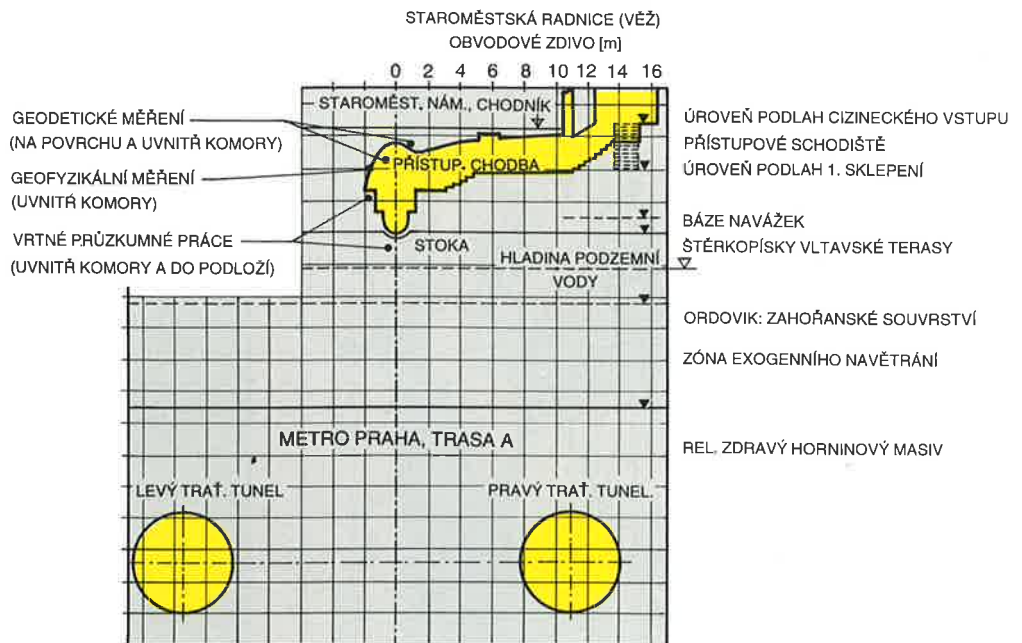 STAROMĚSTSKÁ RADNICE (VĚŽ)
OBVODOVÉ ZDIVO [m]
0 2 4 6 8 10 12 14 16
STAROMĚST. NÁM., CHODNÍK
GEODETICKÉ MĚŘENÍ
(NA POVRCHU A UVNITŘ KOMORY)
GEOFYZIKÁLNÍ MĚŘENÍ
(UVNITŘ KOMORY)
VRTNÉ PRŮZKUMNÉ PRÁCE
(UVNITŘ KOMORY A DO PODLOŽÍ)
PŘÍSTUP. CHODBA
STOKA
HLADINA PODZEMNÍ
VODY
ÚROVEŇ PODLAH CIZINECKÉHO VSTUPU
PŘÍSTUPOVÉ SCHODIŠTĚ
ÚROVEŇ PODLAH 1. SKLEPENÍ
BÁZE NAVÁŽEK
ŠTĚRKOPÍSKY VLTAVSKÉ TERASY
ORDOVIK: ZAHOŘANSKÉ SOUVRSTVÍ
ZÓNA EXOGENNÍHO NAVĚTRÁNÍ
METRO PRAHA, TRASA A
REL, ZDRAVÝ HORNINOVÝ MASIV
LEVÝ TRAŤ. TUNEL
PRAVÝ TRAŤ. TUNEL.